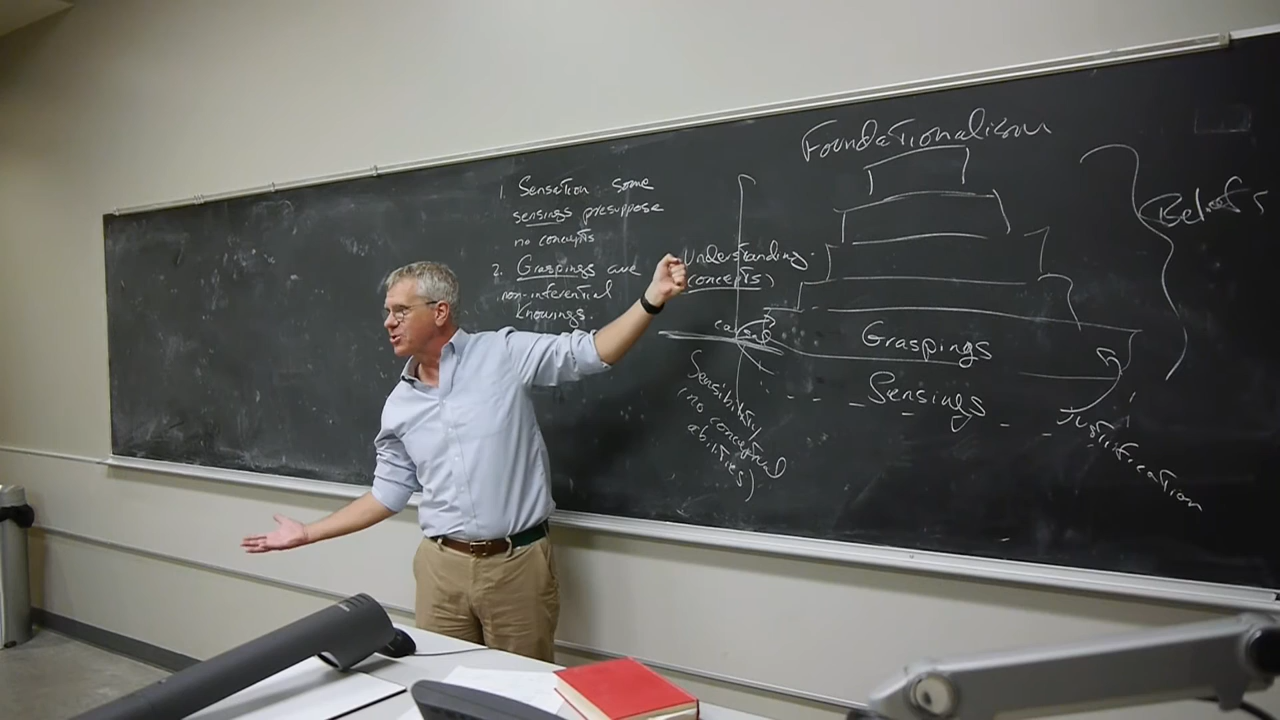 1. Sensation some
sensings presuppose
no concepts
2. Graspings are
non-inferential
knowings.
Understanding.
(concepts)
causal
Sensibility
(no conceptual
abilities)
Foundationalism
Graspings
Sensings
Justification
Beliefs